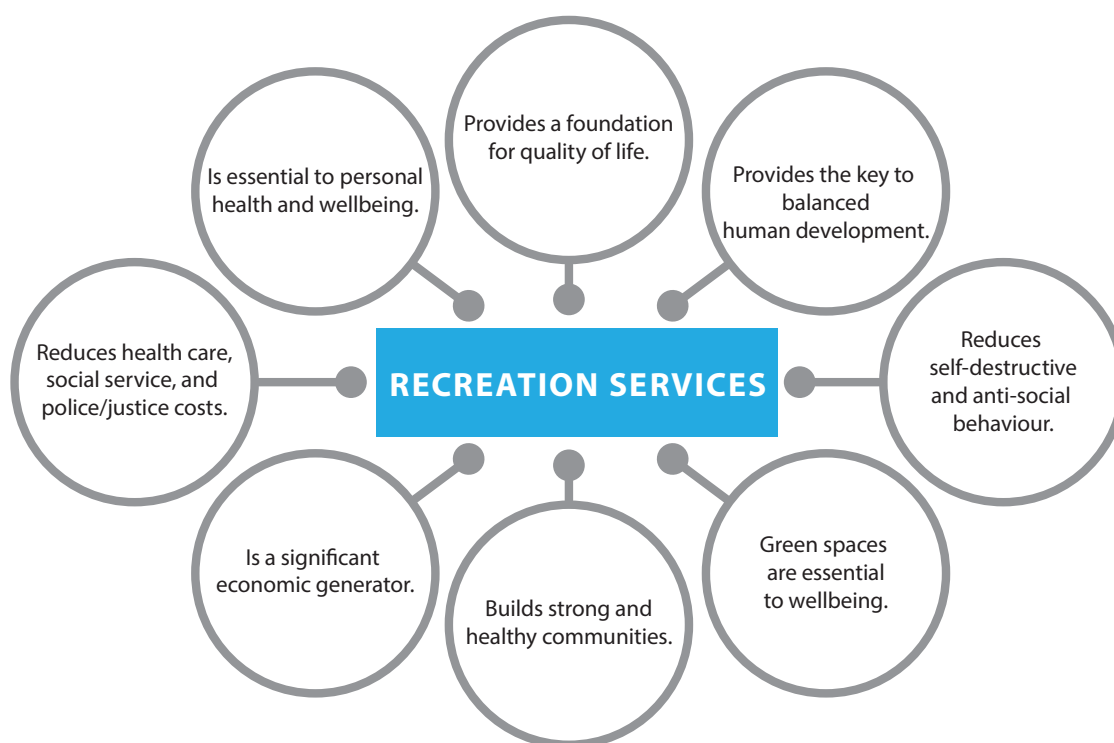 Provides a foundation
for quality of life.
Is essential to personal
health and wellbeing.
Provides the key to
balanced
human development.
Reduces health care,
social service, and
police/justice costs.
RECREATION SERVICES
Reduces
self-destructive
and anti-social
behaviour.
Is a significant
economic generator.
Builds strong and
healthy communities.
Green spaces
are essential
to wellbeing.